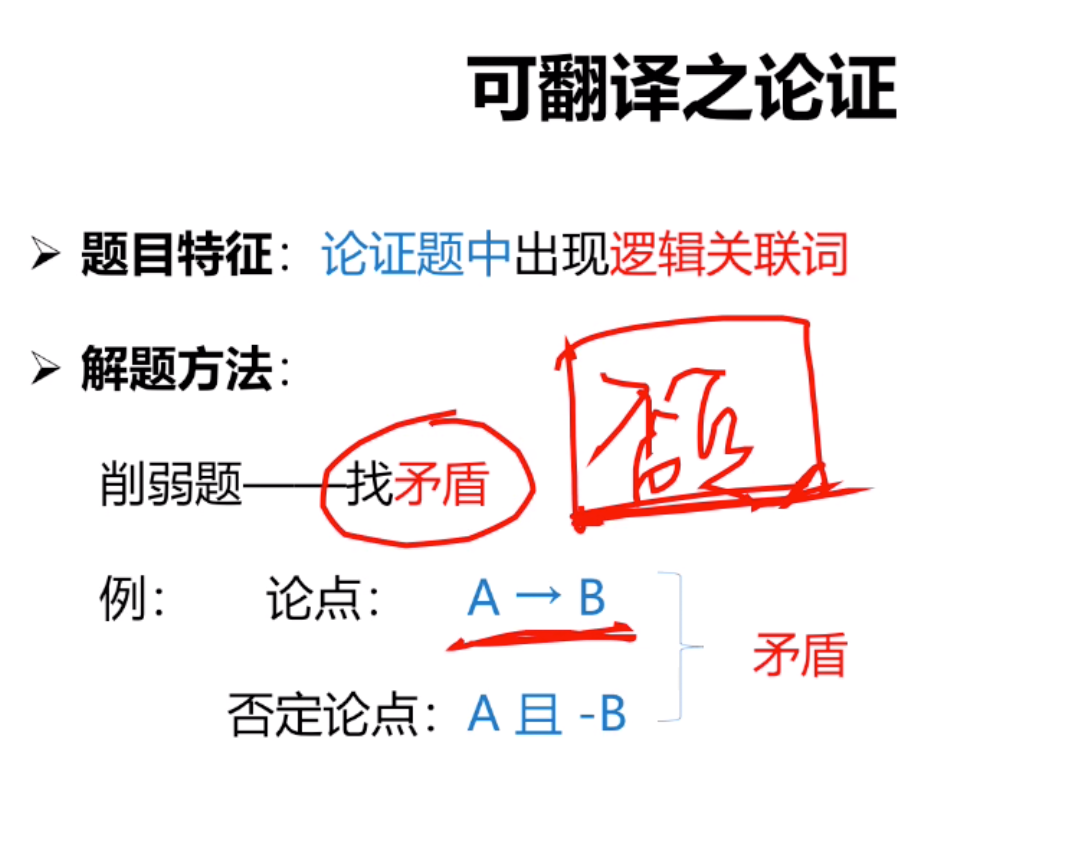 可翻译之论证
➢ 题目特征：论证题中出现逻辑关联词
➢ 解题方法：
削弱题——找矛盾
例： 论点： A → B
矛盾
否定论点：A 且 -B